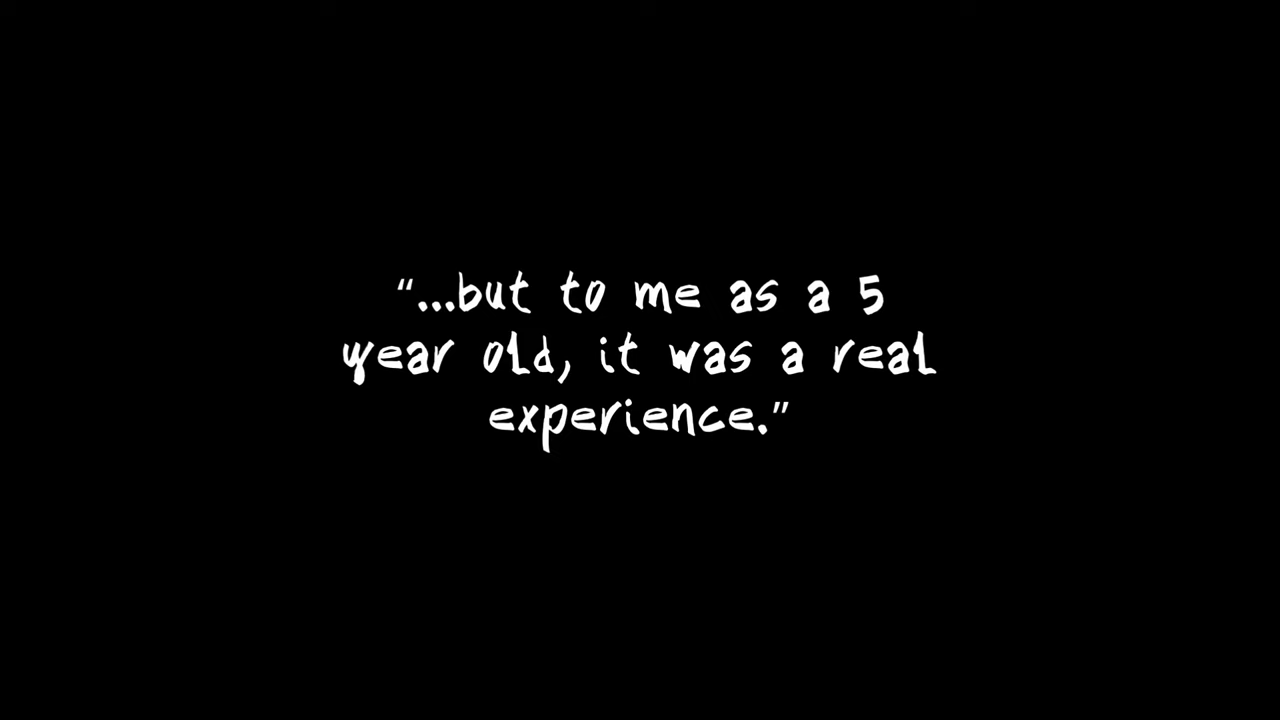 “...but to me as a 5
year old, it was a real
experience.”